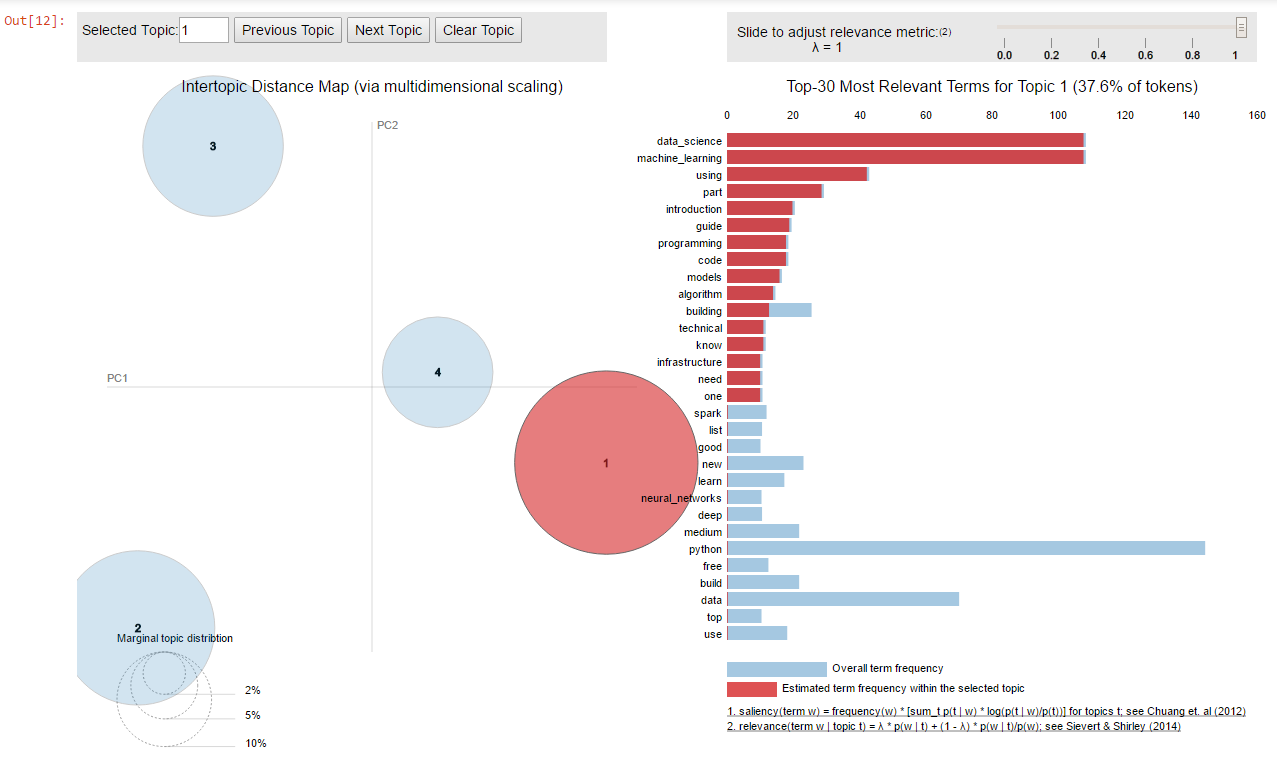 Out[12]:
Selected Topic: 1 Previous Topic Next Topic Clear Topic
Slide to adjust relevance metric:(2)
λ = 1
0.0 0.2 0.4 0.6 0.8 1
Intertopic Distance Map (via multidimensional scaling)
PC2
PC1
3
4
1
2
Marginal topic distribtion
2%
5%
10%
Top-30 Most Relevant Terms for Topic 1 (37.6% of tokens)
0 20 40 60 80 100 120 140 160
data_science
machine_learning
using
part
introduction
guide
programming
code
models
algorithm
building
technical
know
infrastructure
need
one
spark
list
good
new
learn
neural_networks
deep
medium
python
free
build
data
top
use
Overall term frequency
Estimated term frequency within the selected topic
1. saliency(term w) = frequency(w) * [sum_t p(t | w) * log(p(t | w)/p(t))] for topics t; see Chuang et. al (2012)
2. relevance(term w | topic t) = λ * p(w | t) + (1 - λ) * p(w | t)/p(w); see Sievert & Shirley (2014)